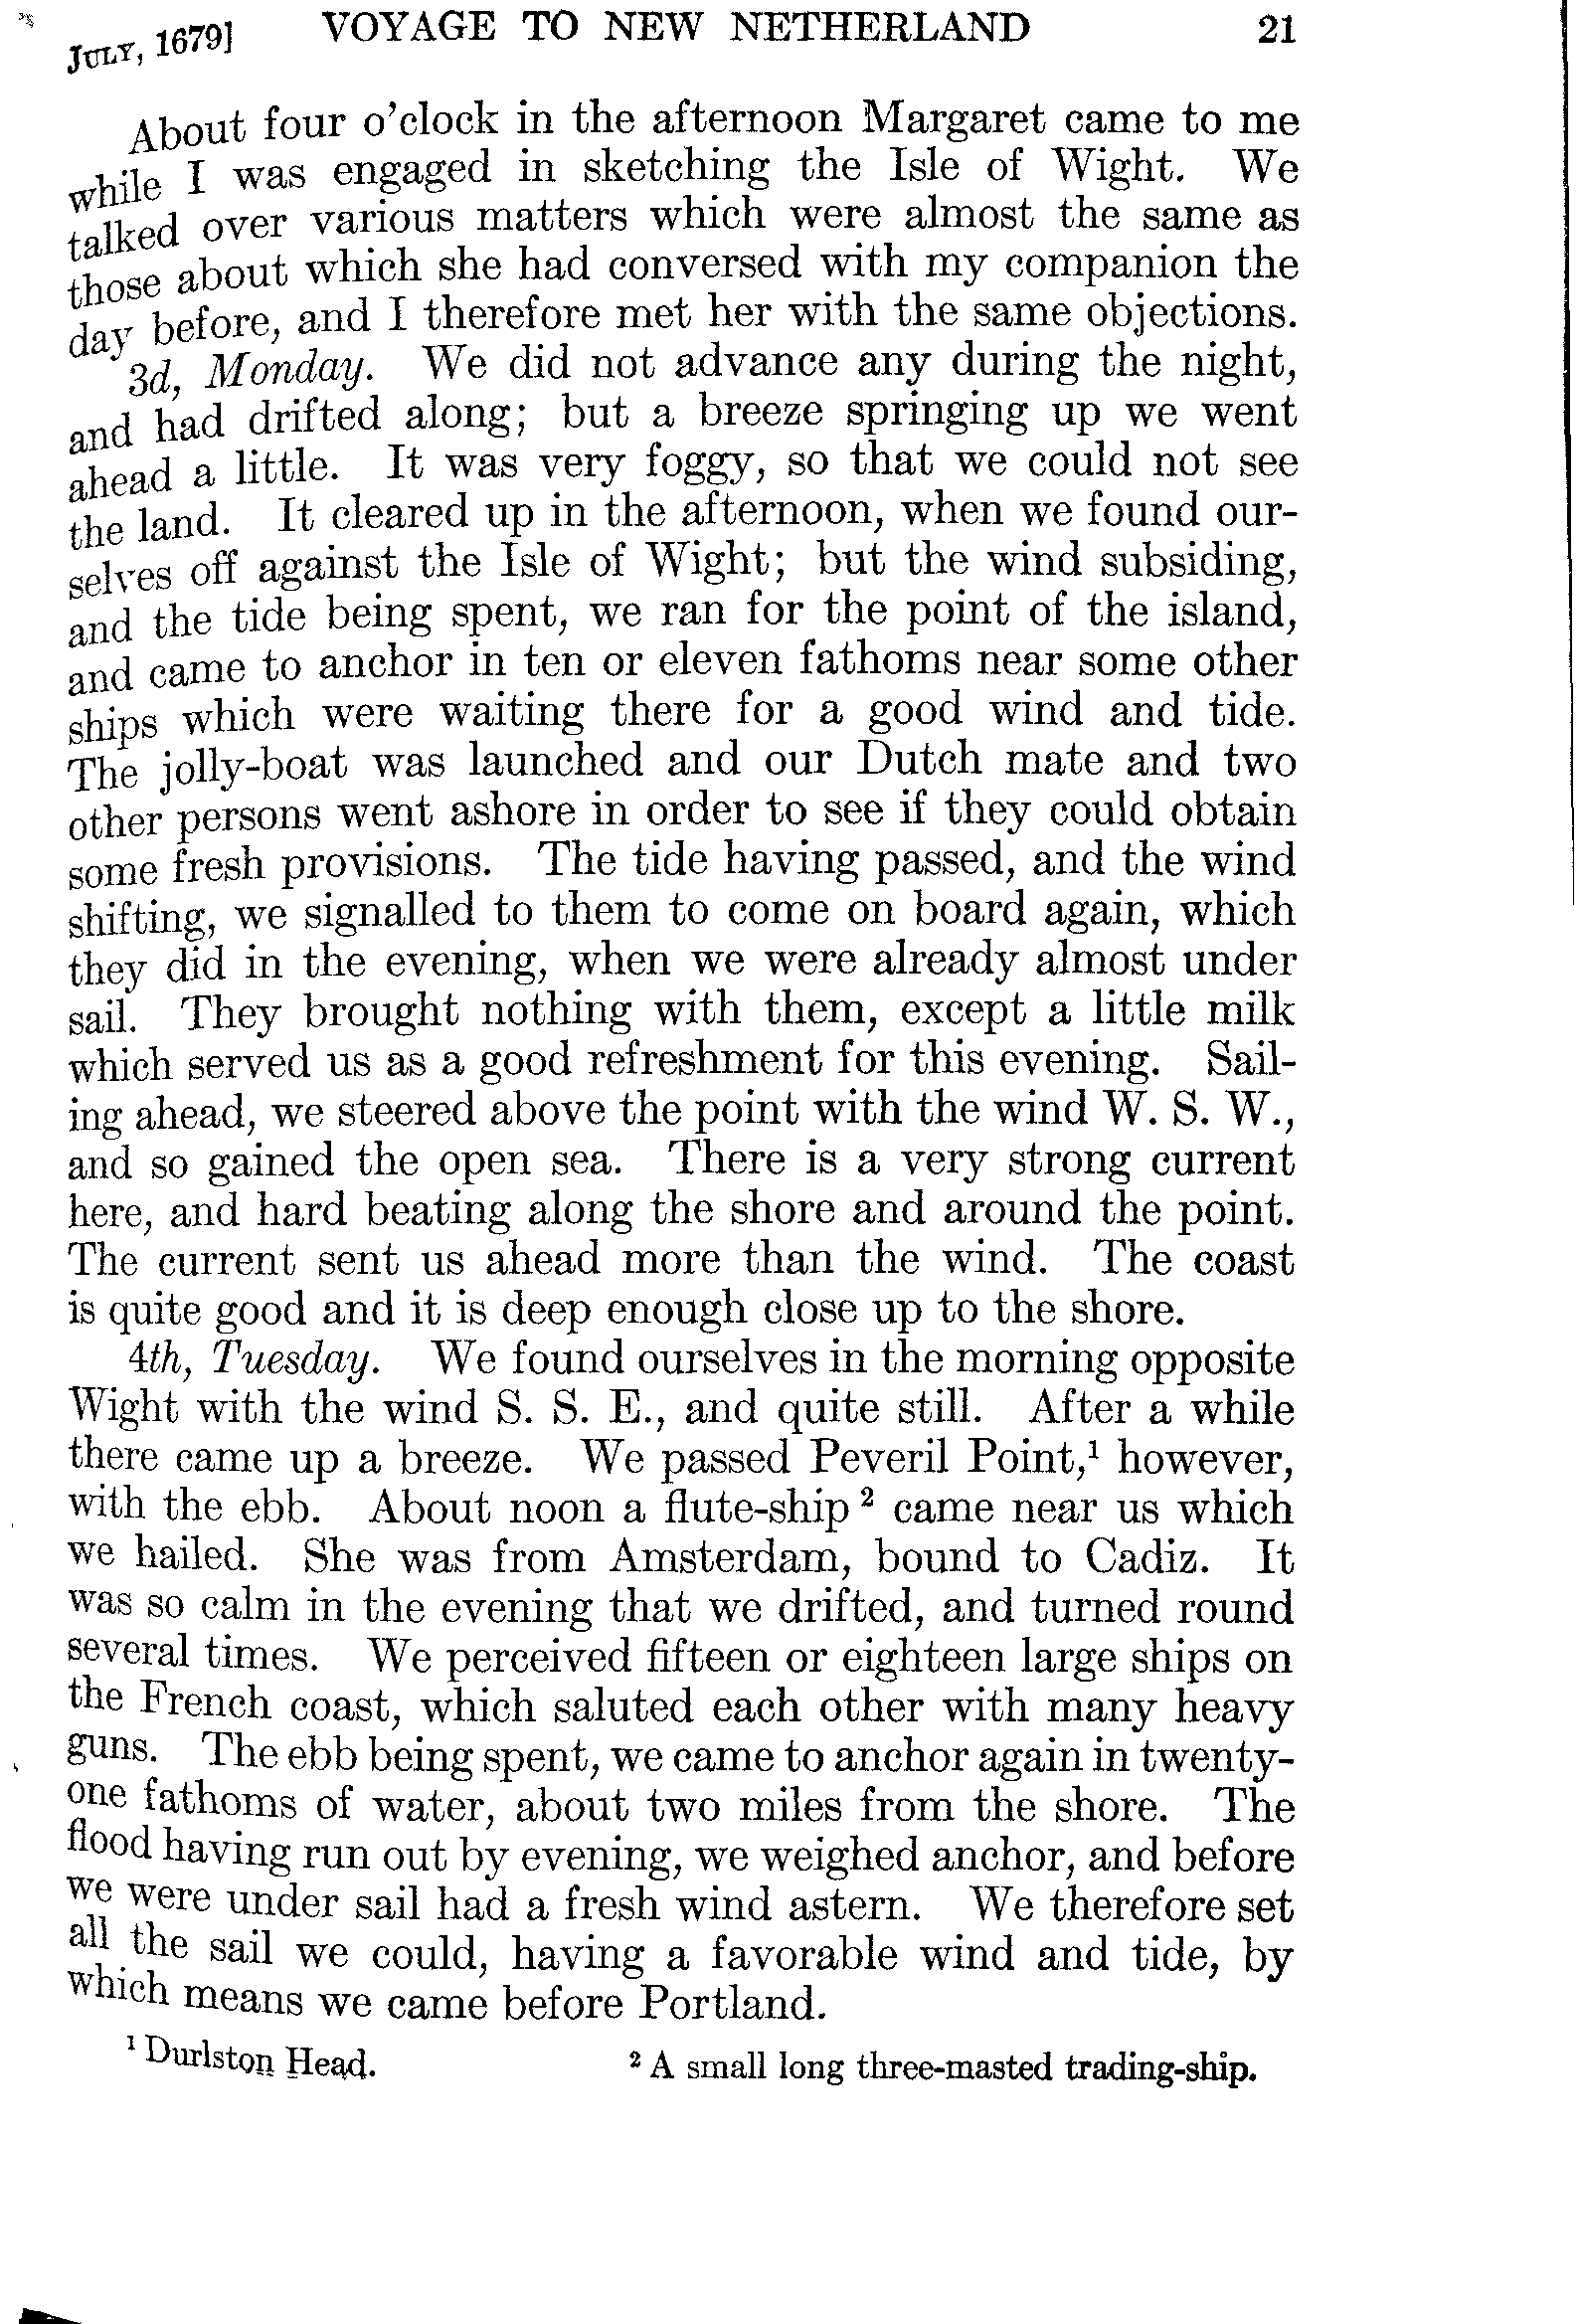 JULY, 1679] VOYAGE TO NEW NETHERLAND 21
About four o'clock in the afternoon Margaret came to me
while I was engaged in sketching the Isle of Wight. We
talked over various matters which were almost the same as
those about which she had conversed with my companion the
day before, and I therefore met her with the same objections.
3d, Monday. We did not advance any during the night,
and had drifted along; but a breeze springing up we went
ahead a little. It was very foggy, so that we could not see
the land. It cleared up in the afternoon, when we found our-
selves off against the Isle of Wight; but the wind subsiding,
and the tide being spent, we ran for the point of the island,
and came to anchor in ten or eleven fathoms near some other
ships which were waiting there for a good wind and tide.
The jolly-boat was launched and our Dutch mate and two
other persons went ashore in order to see if they could obtain
some fresh provisions. The tide having passed, and the wind
shifting, we signalled to them to come on board again, which
they did in the evening, when we were already almost under
sail. They brought nothing with them, except a little milk
which served us as a good refreshment for this evening. Sail-
ing ahead, we steered above the point with the wind W. S. W.,
and so gained the open sea. There is a very strong current
here, and hard beating along the shore and around the point.
The current sent us ahead more than the wind. The coast
is quite good and it is deep enough close up to the shore.
4th, Tuesday. We found ourselves in the morning opposite
Wight with the wind S. S. E., and quite still. After a while
there came up a breeze. We passed Peveril Point,¹ however,
with the ebb. About noon a flute-ship ² came near us which
we hailed. She was from Amsterdam, bound to Cadiz. It
was so calm in the evening that we drifted, and turned round
several times. We perceived fifteen or eighteen large ships on
the French coast, which saluted each other with many heavy
guns. The ebb being spent, we came to anchor again in twenty-
one fathoms of water, about two miles from the shore. The
flood having run out by evening, we weighed anchor, and before
we were under sail had a fresh wind astern. We therefore set
all the sail we could, having a favorable wind and tide, by
which means we came before Portland.
¹ Durlston Head. ² A small long three-masted trading-ship.